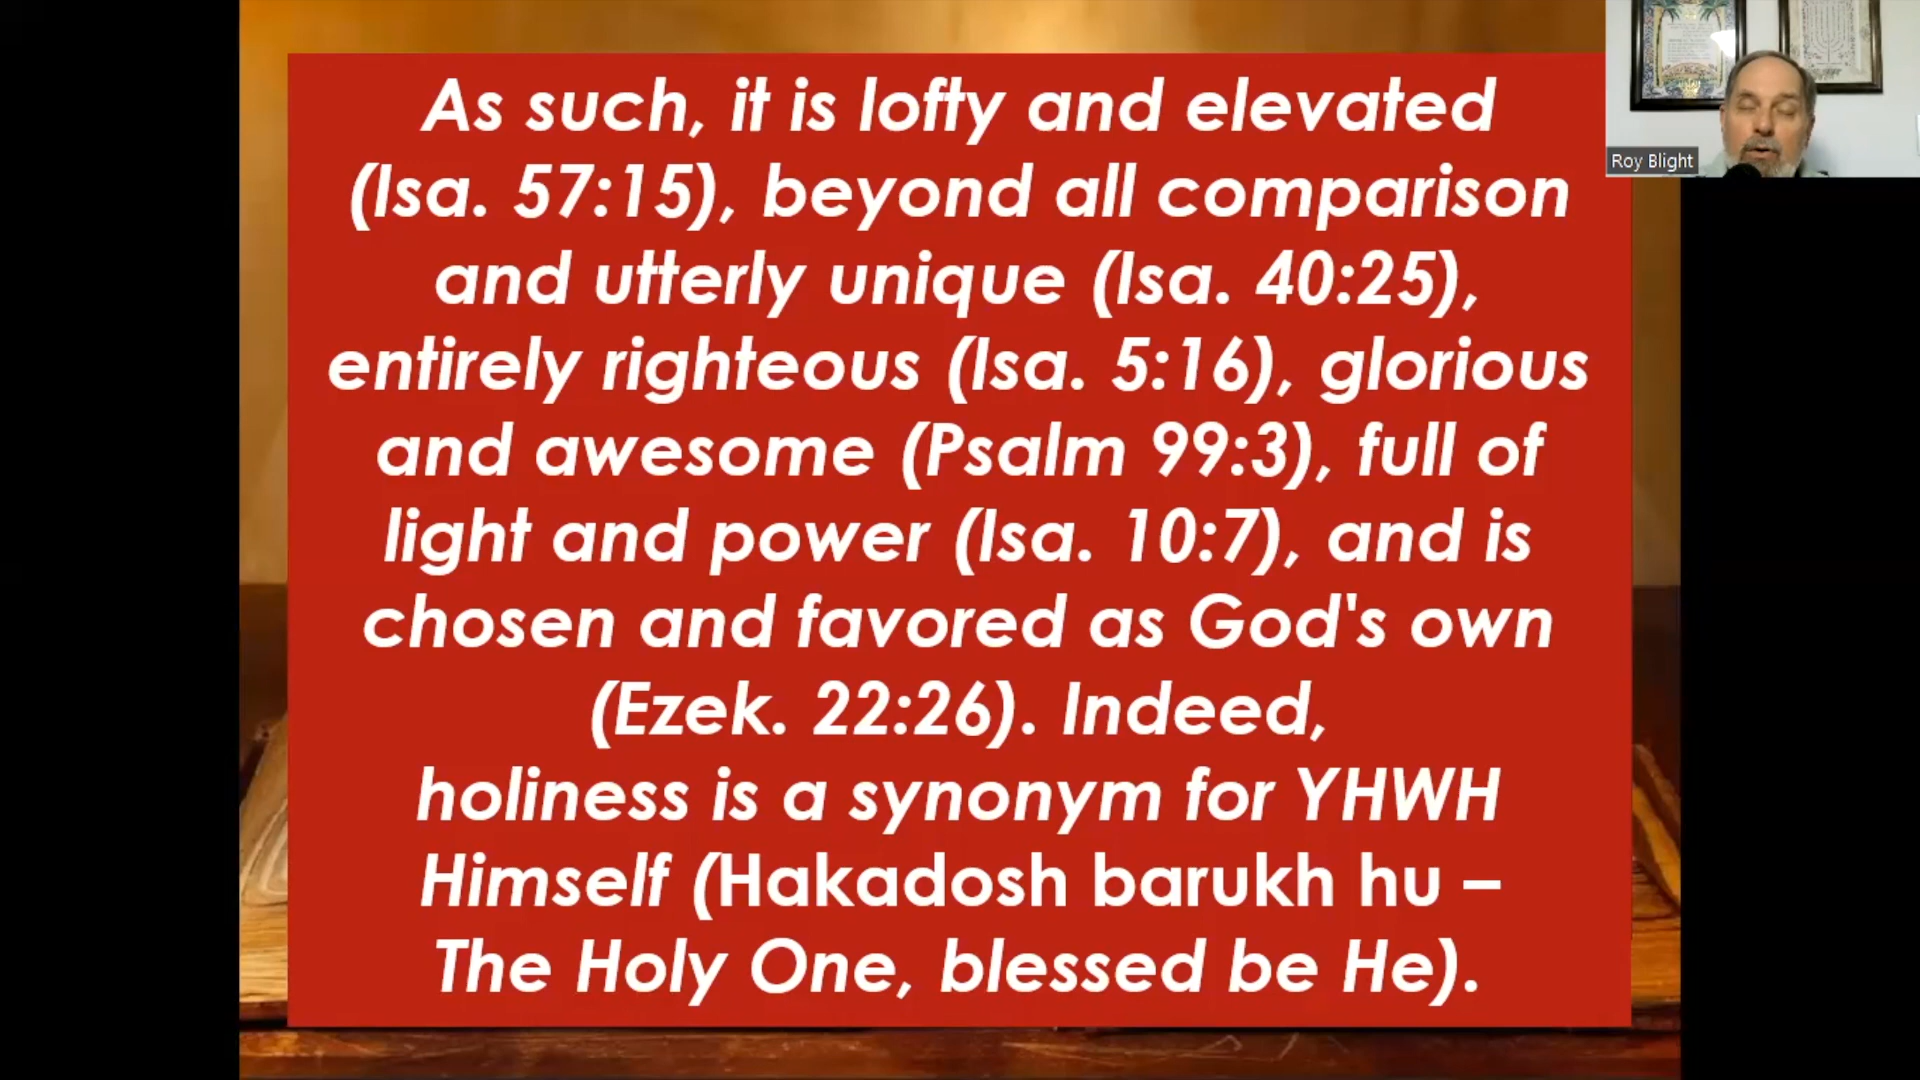 As such, it is lofty and elevated
(Isa. 57:15), beyond all comparison
and utterly unique (Isa. 40:25),
entirely righteous (Isa. 5:16), glorious
and awesome (Psalm 99:3), full of
light and power (Isa. 10:7), and is
chosen and favored as God's own
(Ezek. 22:26). Indeed,
holiness is a synonym for YHWH
Himself (Hakadosh barukh hu –
The Holy One, blessed be He).
Roy Blight